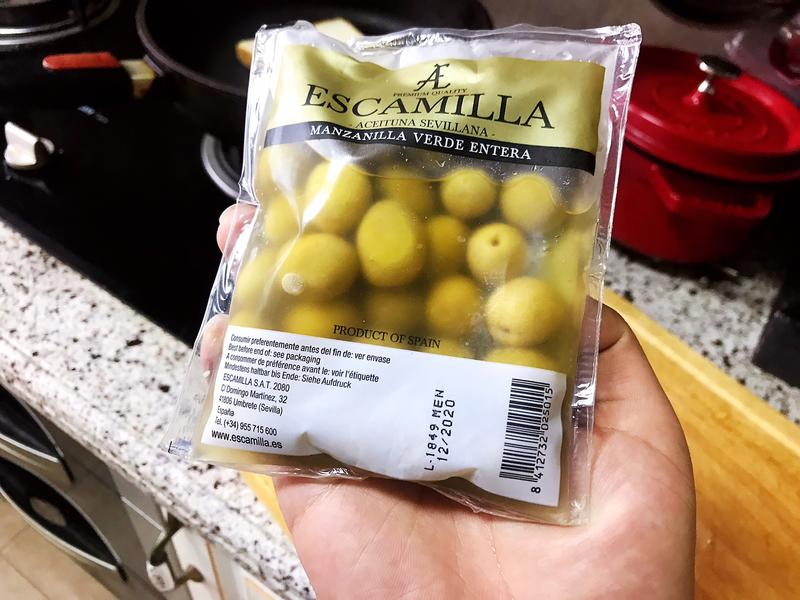 Æ
PREMIUM QUALITY
ESCAMILLA
- ACEITUNA SEVILLANA -
MANZANILLA VERDE ENTERA
PRODUCT OF SPAIN
Consumir preferentemente antes del fin de: ver envase
Best before end of: see packaging
A consommer de préférence avant le: voir l'étiquette
Mindestens haltbar bis Ende: Siehe Aufdruck
ESCAMILLA S.A.T. 2080
C/ Domingo Martínez, 32
41806 Umbrete (Sevilla)
España
Tel. (+34) 955 715 600
www.escamilla.es
L-1849 MEN
12/2020
8 412732 085015